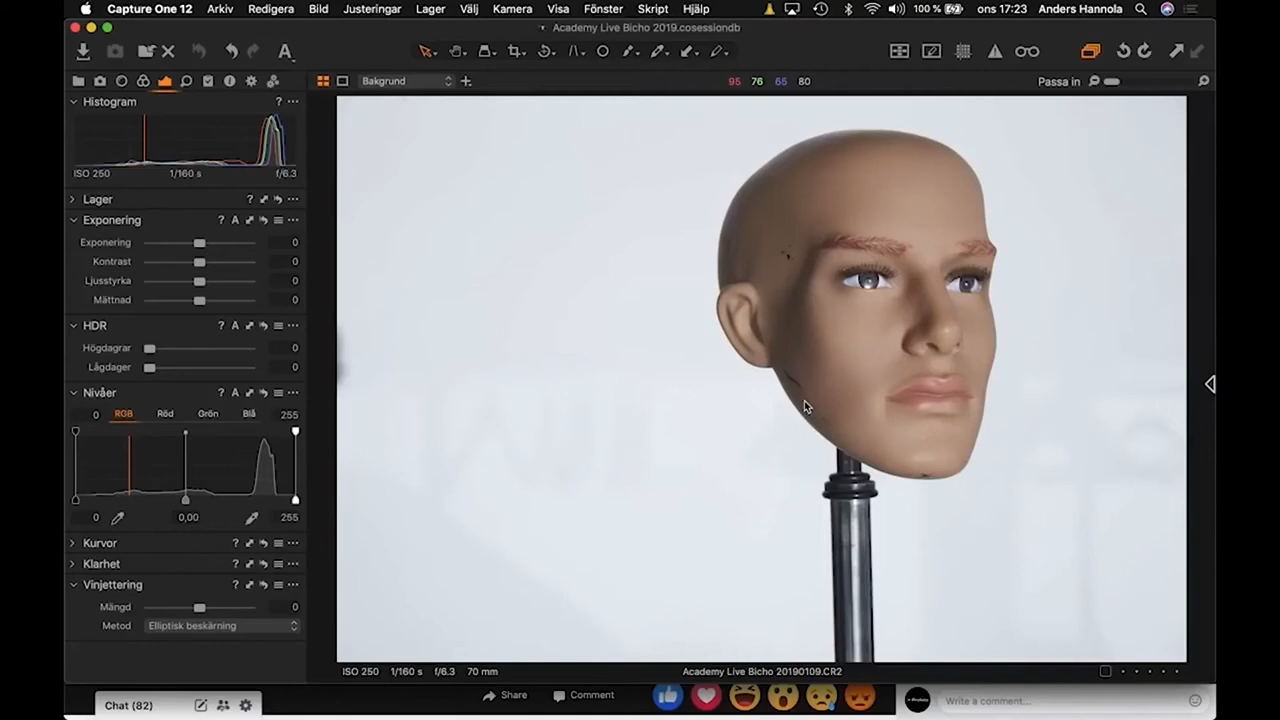 Capture One 12 Arkiv Redigera Bild Justeringar Lager Välj Kamera Visa Fönster Skript Hjälp 100 % ons 17:23 Anders Hannola
Academy Live Bicho 2019.cosessiondb
A
Bakgrund 95 76 65 80 Passa in
Histogram ?
ISO 250 1/160 s f/6.3
Lager ?
Exponering ? A
Exponering 0
Kontrast 0
Ljusstyrka 0
Mättnad 0
HDR ? A
Högdagrar 0
Lågdager 0
Nivåer ? A
0 RGB Röd Grön Blå 255
0 0,00 255
Kurvor ?
Klarhet ?
Vinjettering ?
Mängd 0
Metod Elliptisk beskärning
ISO 250 1/160 s f/6.3 70 mm Academy Live Bicho 20190109.CR2
Chat (82) Share Comment Write a comment...